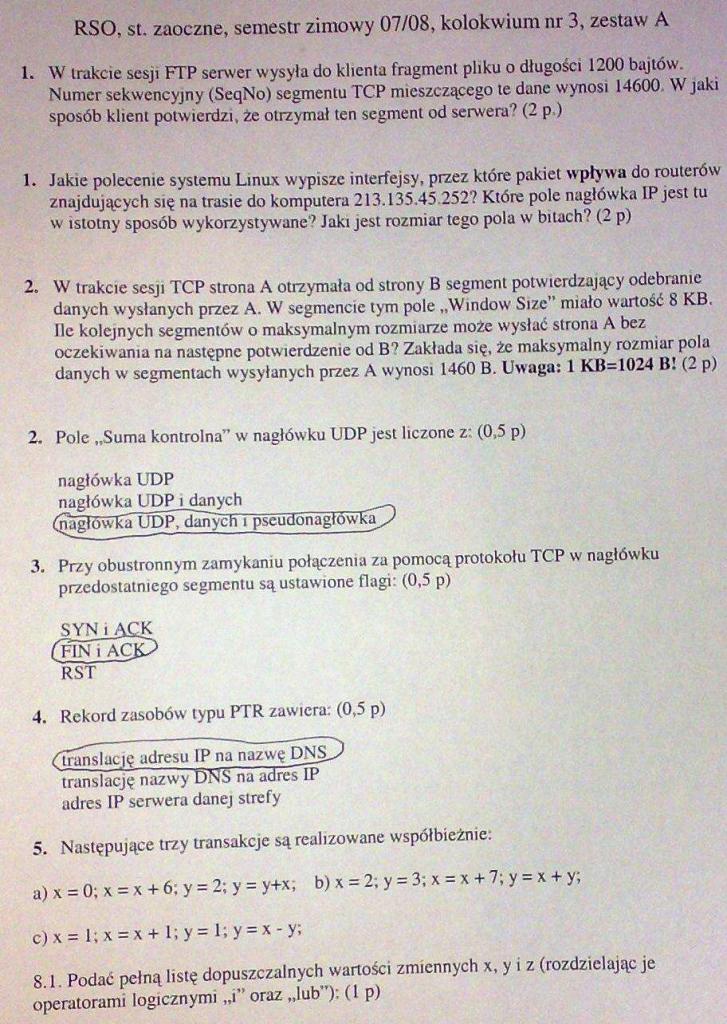 RSO, st. zaoczne, semestr zimowy 07/08, kolokwium nr 3, zestaw A
1. W trakcie sesji FTP serwer wysyła do klienta fragment pliku o długości 1200 bajtów.
Numer sekwencyjny (SeqNo) segmentu TCP mieszczącego te dane wynosi 14600. W jaki
sposób klient potwierdzi, że otrzymał ten segment od serwera? (2 p.)
1. Jakie polecenie systemu Linux wypisze interfejsy, przez które pakiet wpływa do routerów
znajdujących się na trasie do komputera 213.135.45.252? Które pole nagłówka IP jest tu
w istotny sposób wykorzystywane? Jaki jest rozmiar tego pola w bitach? (2 p)
2. W trakcie sesji TCP strona A otrzymała od strony B segment potwierdzający odebranie
danych wysłanych przez A. W segmencie tym pole „Window Size” miało wartość 8 KB.
Ile kolejnych segmentów o maksymalnym rozmiarze może wysłać strona A bez
oczekiwania na następne potwierdzenie od B? Zakłada się, że maksymalny rozmiar pola
danych w segmentach wysyłanych przez A wynosi 1460 B. Uwaga: 1 KB=1024 B! (2 p)
2. Pole „Suma kontrolna” w nagłówku UDP jest liczone z: (0,5 p)
nagłówka UDP
nagłówka UDP i danych
nagłówka UDP, danych i pseudonagłówka
3. Przy obustronnym zamykaniu połączenia za pomocą protokołu TCP w nagłówku
przedostatniego segmentu są ustawione flagi: (0,5 p)
SYN i ACK
FIN i ACK
RST
4. Rekord zasobów typu PTR zawiera: (0,5 p)
translację adresu IP na nazwę DNS
translację nazwy DNS na adres IP
adres IP serwera danej strefy
5. Następujące trzy transakcje są realizowane współbieżnie:
a) x = 0; x = x + 6; y = 2; y = y+x; b) x = 2; y = 3; x = x + 7; y = x + y;
c) x = 1; x = x + 1; y = 1; y = x - y;
8.1. Podać pełną listę dopuszczalnych wartości zmiennych x, y i z (rozdzielając je
operatorami logicznymi „i” oraz „lub”): (1 p)